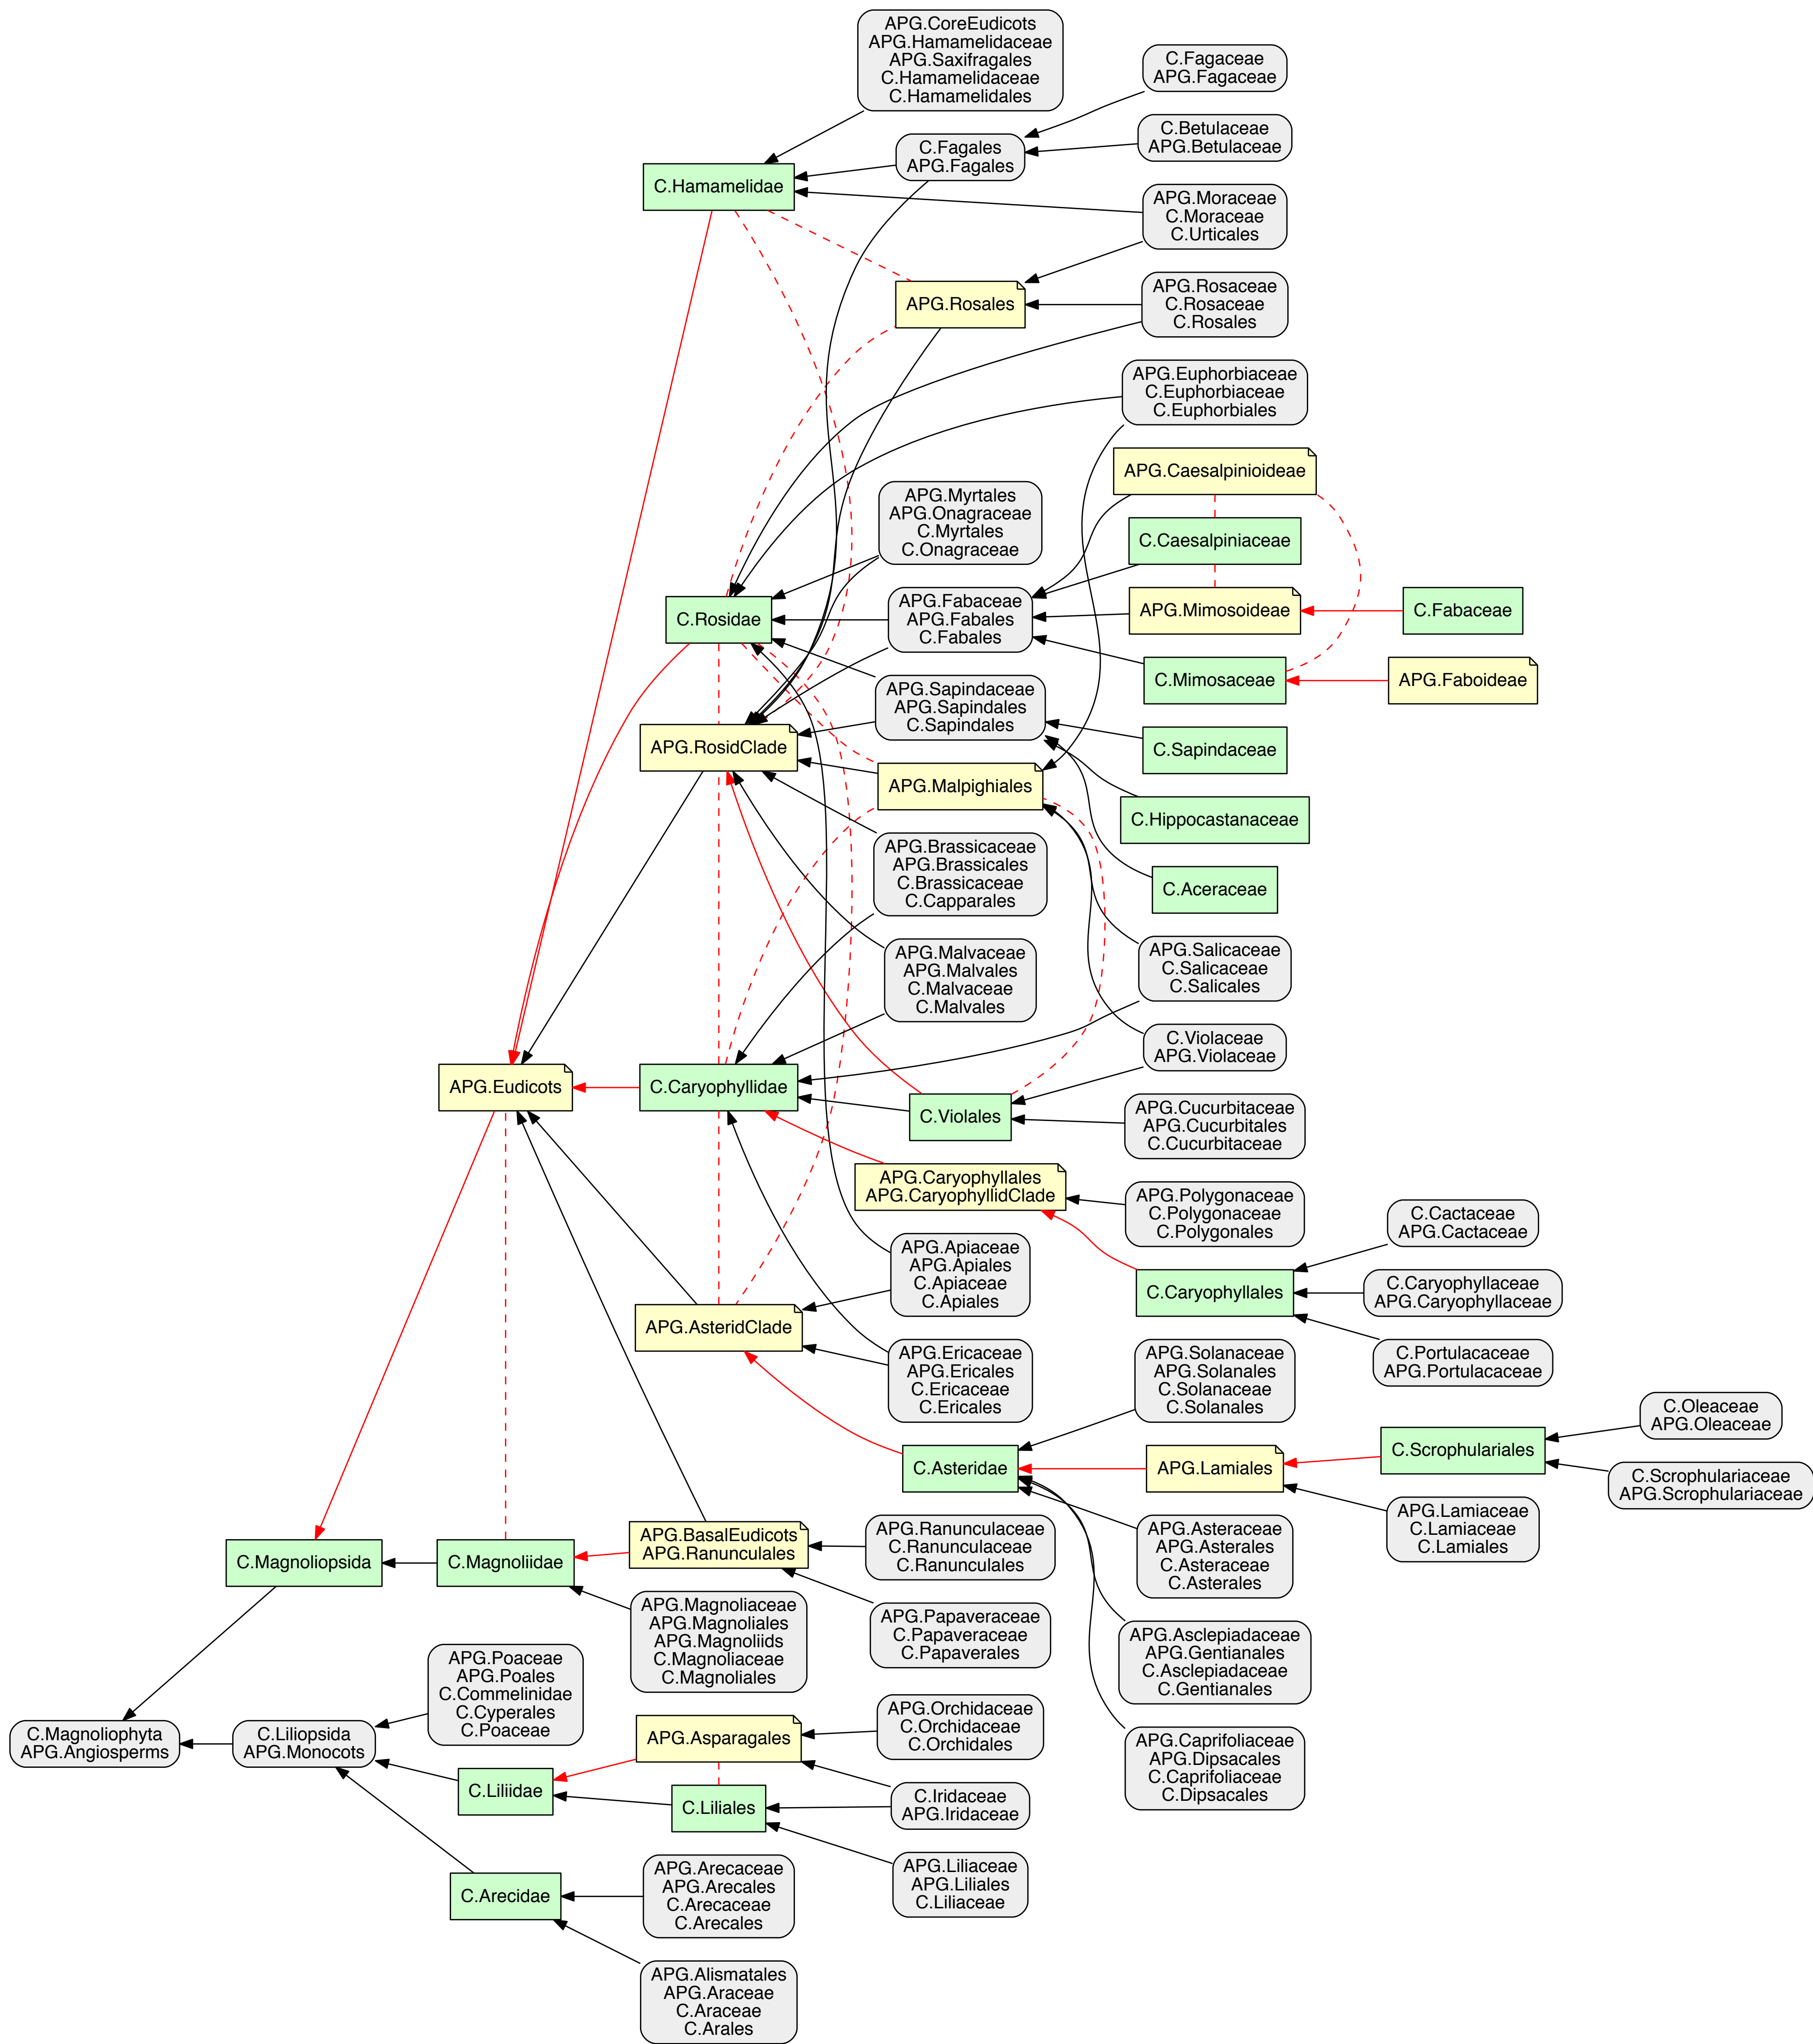 APG.CoreEudicots
APG.Hamamelidaceae
APG.Saxifragales
C.Hamamelidaceae
C.Hamamelidales
C.Fagaceae
APG.Fagaceae
C.Betulaceae
APG.Betulaceae
C.Fagales
APG.Fagales
C.Hamamelidae
APG.Moraceae
C.Moraceae
C.Urticales
APG.Rosales
APG.Rosaceae
C.Rosaceae
C.Rosales
APG.Euphorbiaceae
C.Euphorbiaceae
C.Euphorbiales
APG.Caesalpinioideae
APG.Myrtales
APG.Onagraceae
C.Myrtales
C.Onagraceae
C.Caesalpiniaceae
C.Rosidae
APG.Fabaceae
APG.Fabales
C.Fabales
APG.Mimosoideae
C.Fabaceae
C.Mimosaceae
APG.Faboideae
APG.Sapindaceae
APG.Sapindales
C.Sapindales
APG.RosidClade
C.Sapindaceae
APG.Malpighiales
C.Hippocastanaceae
APG.Brassicaceae
APG.Brassicales
C.Brassicaceae
C.Capparales
C.Aceraceae
APG.Malvaceae
APG.Malvales
C.Malvaceae
C.Malvales
APG.Salicaceae
C.Salicaceae
C.Salicales
C.Violaceae
APG.Violaceae
APG.Eudicots
C.Caryophyllidae
C.Violales
APG.Cucurbitaceae
APG.Cucurbitales
C.Cucurbitaceae
APG.Caryophyllales
APG.CaryophyllidClade
APG.Polygonaceae
C.Polygonaceae
C.Polygonales
C.Cactaceae
APG.Cactaceae
APG.Apiaceae
APG.Apiales
C.Apiaceae
C.Apiales
C.Caryophyllales
C.Caryophyllaceae
APG.Caryophyllaceae
APG.AsteridClade
C.Portulacaceae
APG.Portulacaceae
APG.Ericaceae
APG.Ericales
C.Ericaceae
C.Ericales
APG.Solanaceae
APG.Solanales
C.Solanaceae
C.Solanales
C.Oleaceae
APG.Oleaceae
C.Asteridae
APG.Lamiales
C.Scrophulariales
C.Scrophulariaceae
APG.Scrophulariaceae
APG.Lamiaceae
C.Lamiaceae
C.Lamiales
C.Magnoliopsida
C.Magnoliidae
APG.BasalEudicots
APG.Ranunculales
APG.Ranunculaceae
C.Ranunculaceae
C.Ranunculales
APG.Asteraceae
APG.Asterales
C.Asteraceae
C.Asterales
APG.Magnoliaceae
APG.Magnoliales
APG.Magnoliids
C.Magnoliaceae
C.Magnoliales
APG.Papaveraceae
C.Papaveraceae
C.Papaverales
APG.Asclepiadaceae
APG.Gentianales
C.Asclepiadaceae
C.Gentianales
APG.Poaceae
APG.Poales
C.Commelinidae
C.Cyperales
C.Poaceae
C.Magnoliophyta
APG.Angiosperms
C.Liliopsida
APG.Monocots
APG.Asparagales
APG.Orchidaceae
C.Orchidaceae
C.Orchidales
APG.Caprifoliaceae
APG.Dipsacales
C.Caprifoliaceae
C.Dipsacales
C.Liliidae
C.Liliales
C.Iridaceae
APG.Iridaceae
APG.Liliaceae
APG.Liliales
C.Liliaceae
C.Arecidae
APG.Arecaceae
APG.Arecales
C.Arecaceae
C.Arecales
APG.Alismatales
APG.Araceae
C.Araceae
C.Arales